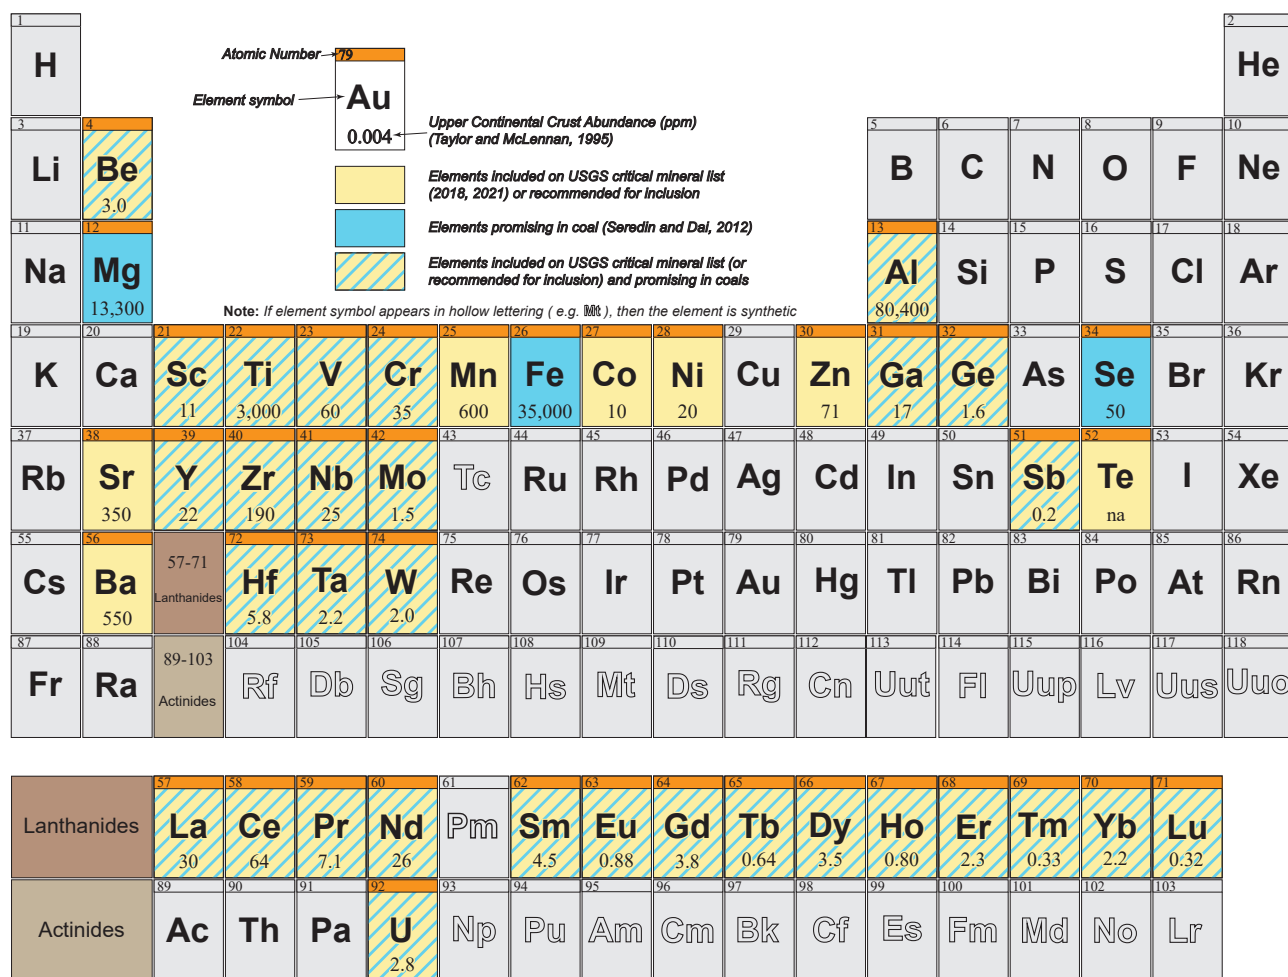 1 2
H He
Atomic Number 79
Element symbol Au
0.004 Upper Continental Crust Abundance (ppm)
(Taylor and McLennan, 1995)
Elements included on USGS critical mineral list
(2018, 2021) or recommended for inclusion
Elements promising in coal (Seredin and Dai, 2012)
Elements included on USGS critical mineral list (or
recommended for inclusion) and promising in coals
Note: If element symbol appears in hollow lettering ( e.g. Mt ), then the element is synthetic
3 4 5 6 7 8 9 10
Li Be B C N O F Ne
3.0
11 12 13 14 15 16 17 18
Na Mg Al Si P S Cl Ar
13,300 80,400
19 20 21 22 23 24 25 26 27 28 29 30 31 32 33 34 35 36
K Ca Sc Ti V Cr Mn Fe Co Ni Cu Zn Ga Ge As Se Br Kr
11 3,000 60 35 600 35,000 10 20 71 17 1.6 50
37 38 39 40 41 42 43 44 45 46 47 48 49 50 51 52 53 54
Rb Sr Y Zr Nb Mo Tc Ru Rh Pd Ag Cd In Sn Sb Te I Xe
350 22 190 25 1.5 0.2 na
55 56 57-71 72 73 74 75 76 77 78 79 80 81 82 83 84 85 86
Cs Ba Lanthanides Hf Ta W Re Os Ir Pt Au Hg Tl Pb Bi Po At Rn
550 5.8 2.2 2.0
87 88 89-103 104 105 106 107 108 109 110 111 112 113 114 115 116 117 118
Fr Ra Actinides Rf Db Sg Bh Hs Mt Ds Rg Cn Uut Fl Uup Lv Uus Uuo
57 58 59 60 61 62 63 64 65 66 67 68 69 70 71
Lanthanides La Ce Pr Nd Pm Sm Eu Gd Tb Dy Ho Er Tm Yb Lu
30 64 7.1 26 4.5 0.88 3.8 0.64 3.5 0.80 2.3 0.33 2.2 0.32
89 90 91 92 93 94 95 96 97 98 99 100 101 102 103
Actinides Ac Th Pa U Np Pu Am Cm Bk Cf Es Fm Md No Lr
2.8